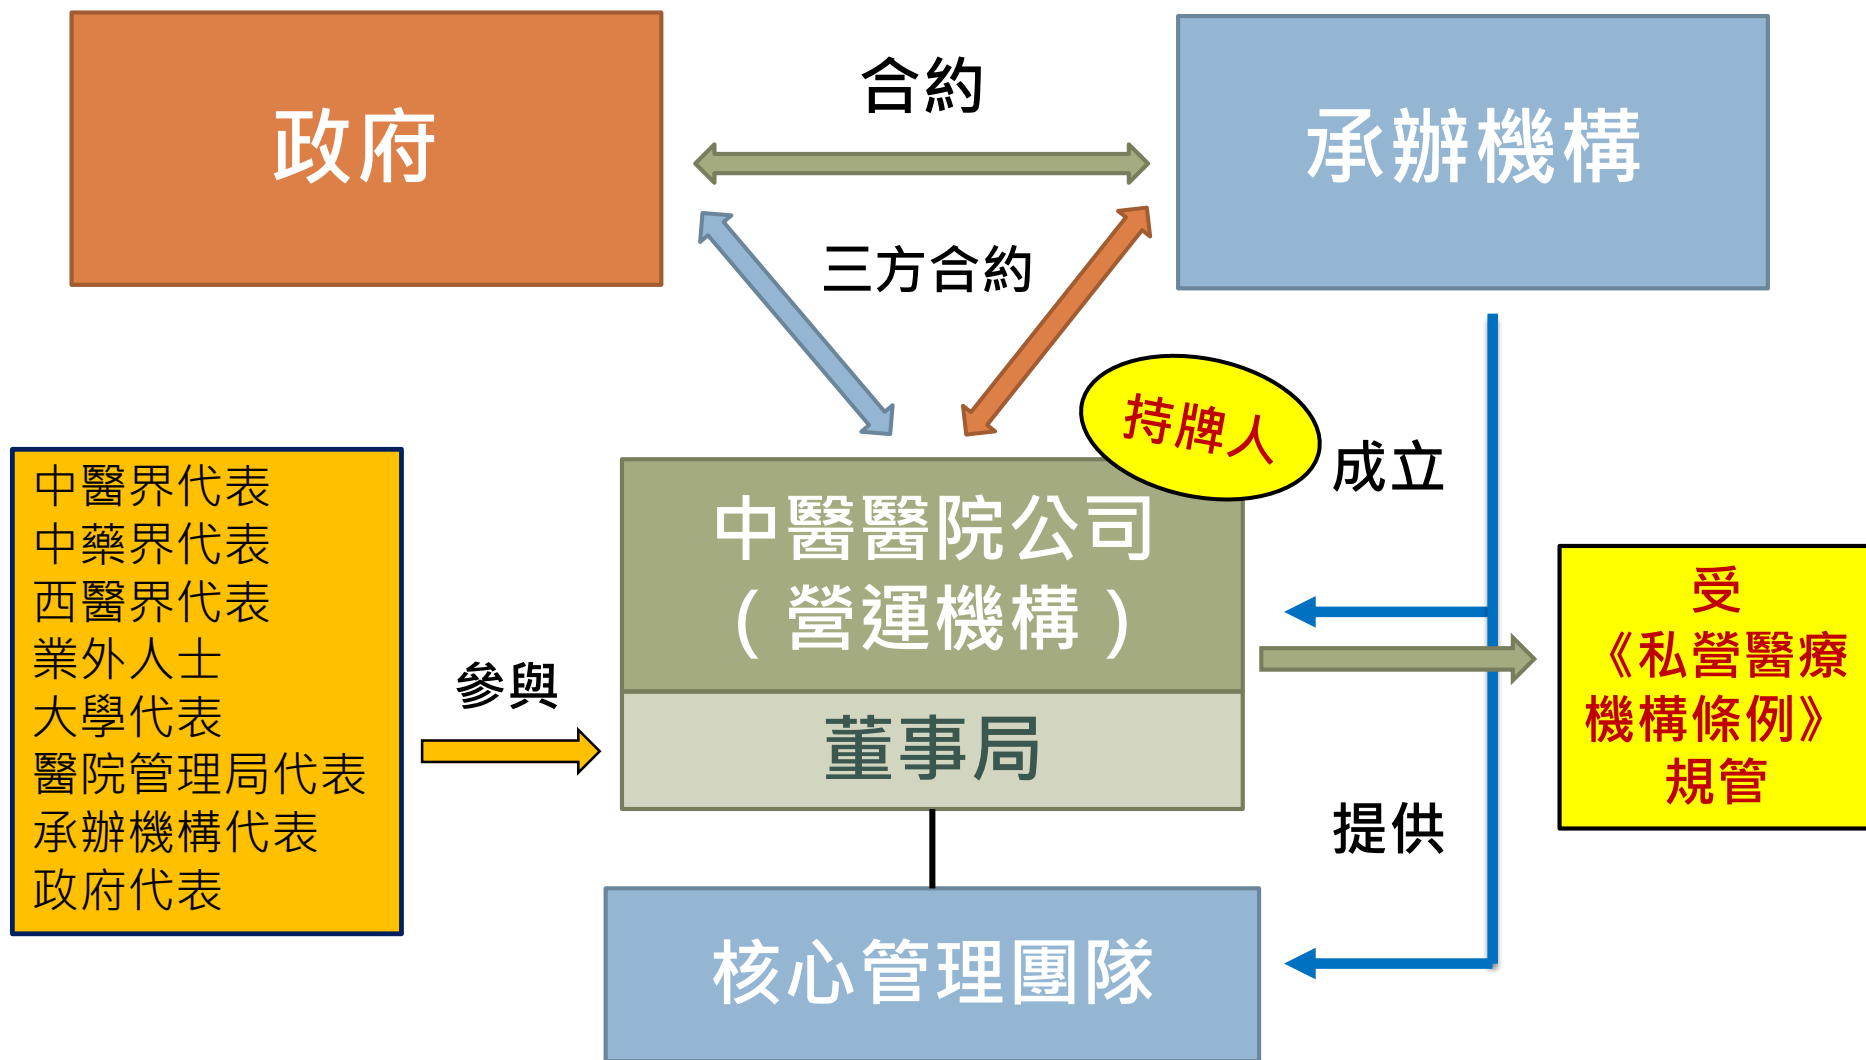 政府
合約
承辦機構
三方合約
持牌人
成立
中醫醫院公司
（營運機構）
董事局
中醫界代表
中藥界代表
西醫界代表
業外人士
大學代表
醫院管理局代表
承辦機構代表
政府代表
參與
受
《私營醫療
機構條例》
規管
提供
核心管理團隊